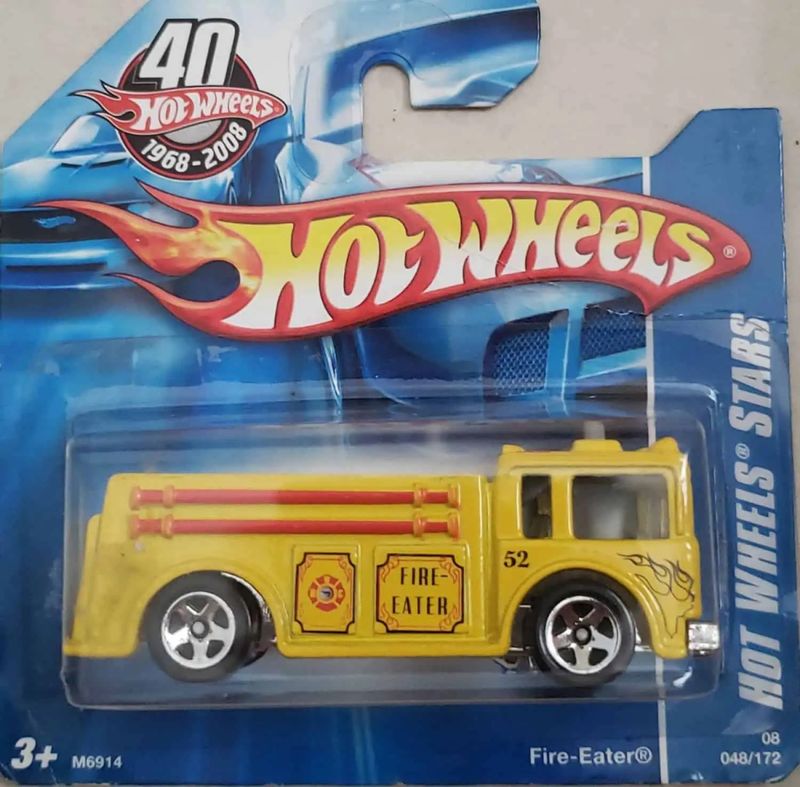 40
HOT WHEELS®
1968-2008
HOT WHEELS®
HOT WHEELS® STARS
52
FIRE-
EATER
3+
M6914
Fire-Eater®
08
048/172